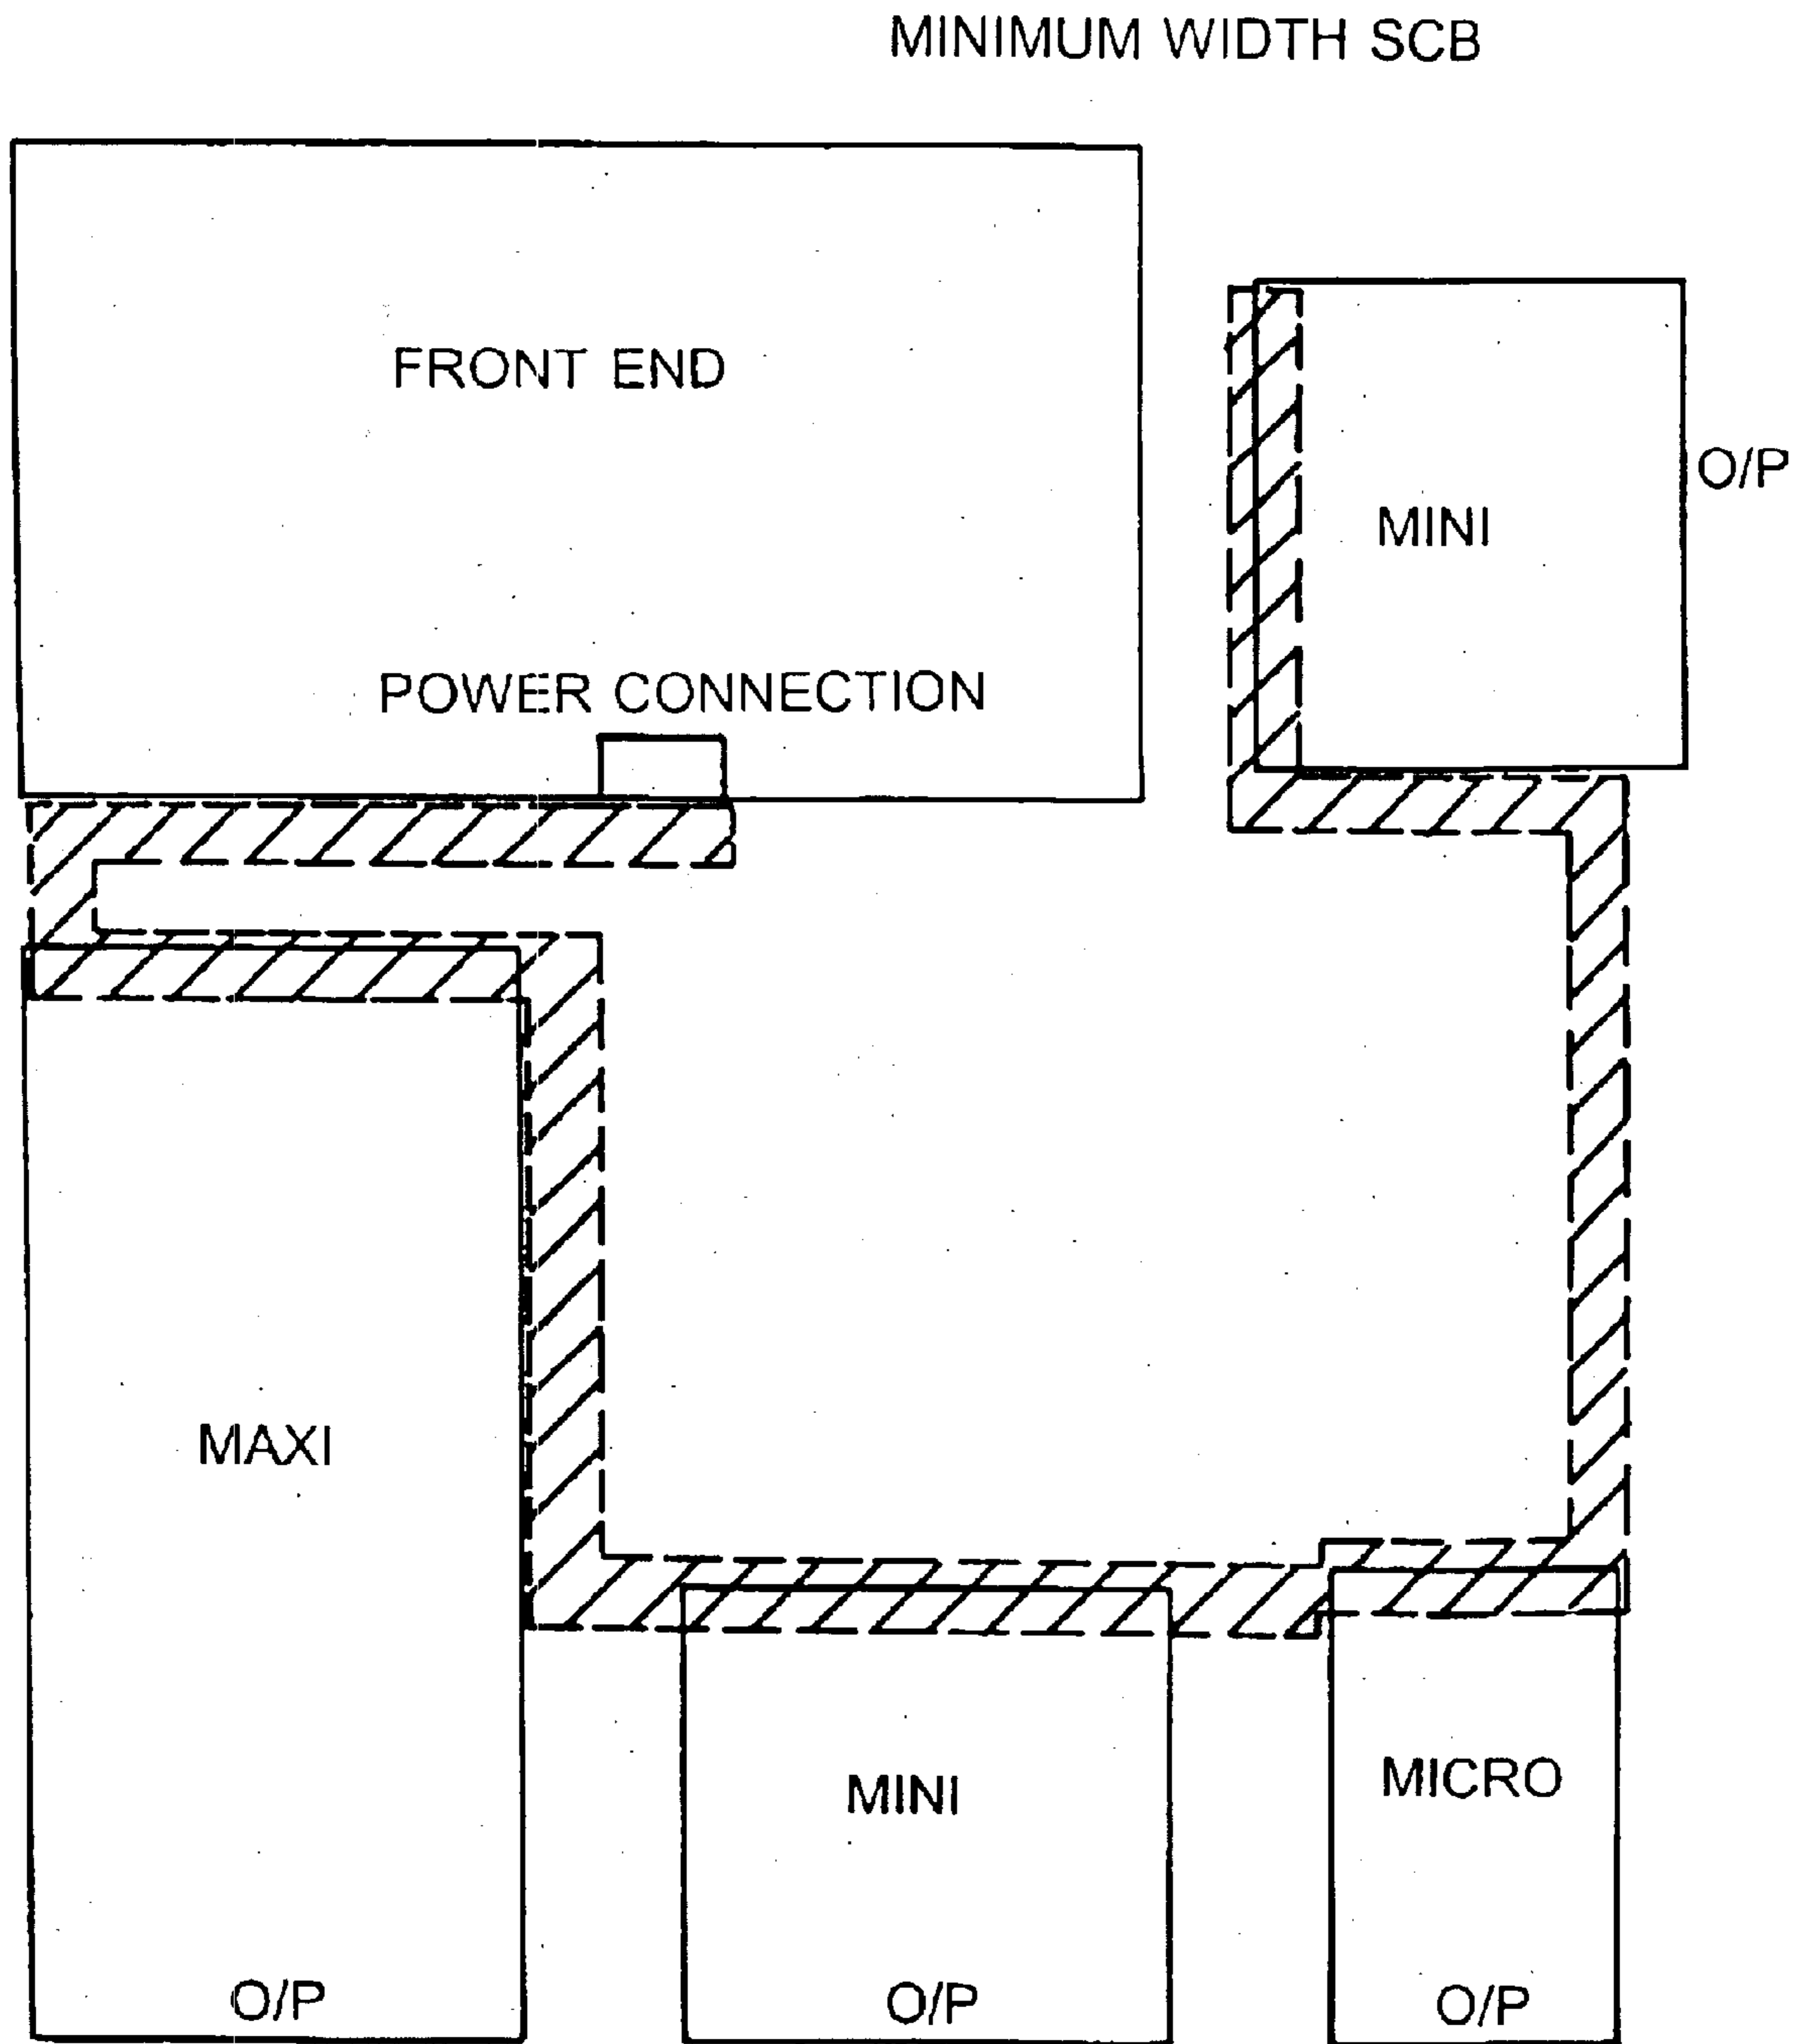 MINIMUM WIDTH SCB
FRONT END
O/P
MINI
POWER CONNECTION
MAXI
MINI
MICRO
O/P
O/P
O/P